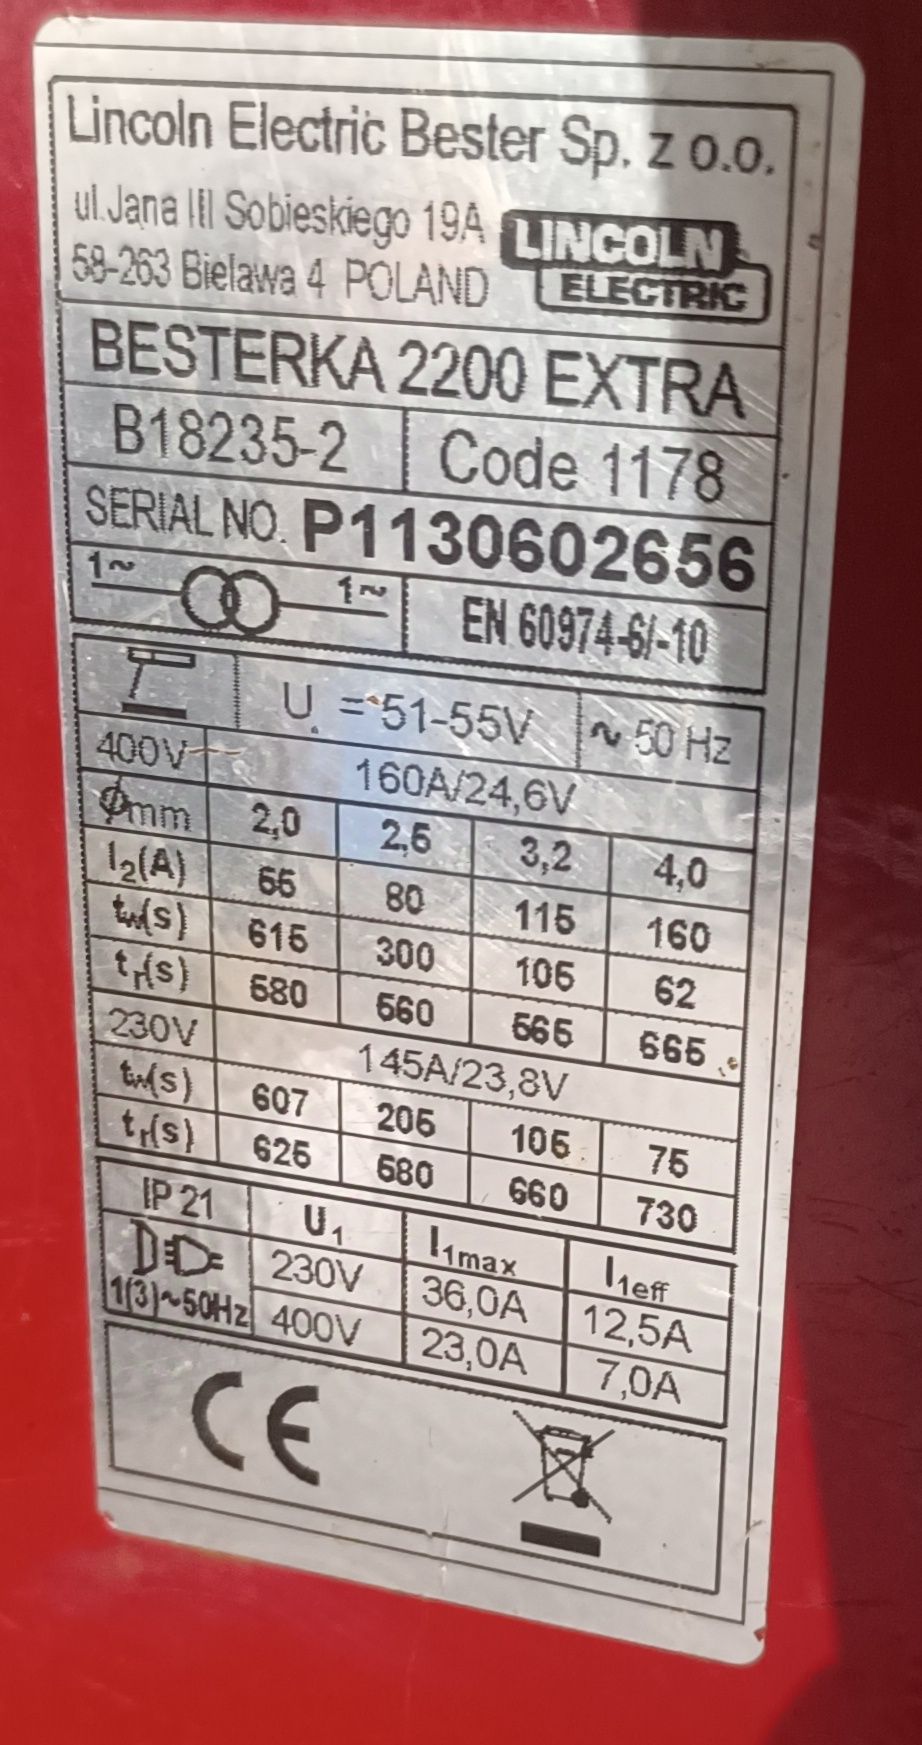 Lincoln Electric Bester Sp. z o.o.
ul.Jana III Sobieskiego 19A
58-263 Bielawa 4 POLAND
LINCOLN
ELECTRIC
BESTERKA 2200 EXTRA
B18235-2 Code 1178
SERIAL NO. P1130602656
1~ 1~ EN 60974-6/-10
U₀ = 51-55V ~ 50 Hz
400V 160A/24,6V
Φmm 2,0 2,5 3,2 4,0
I₂(A) 55 80 115 160
tw(s) 615 300 105 62
tr(s) 580 560 565 665
230V 145A/23,8V
tw(s) 607 205 105 75
tr(s) 625 580 660 730
IP 21 U₁ I₁max I₁eff
230V 36,0A 12,5A
1(3)~50Hz 400V 23,0A 7,0A
CE